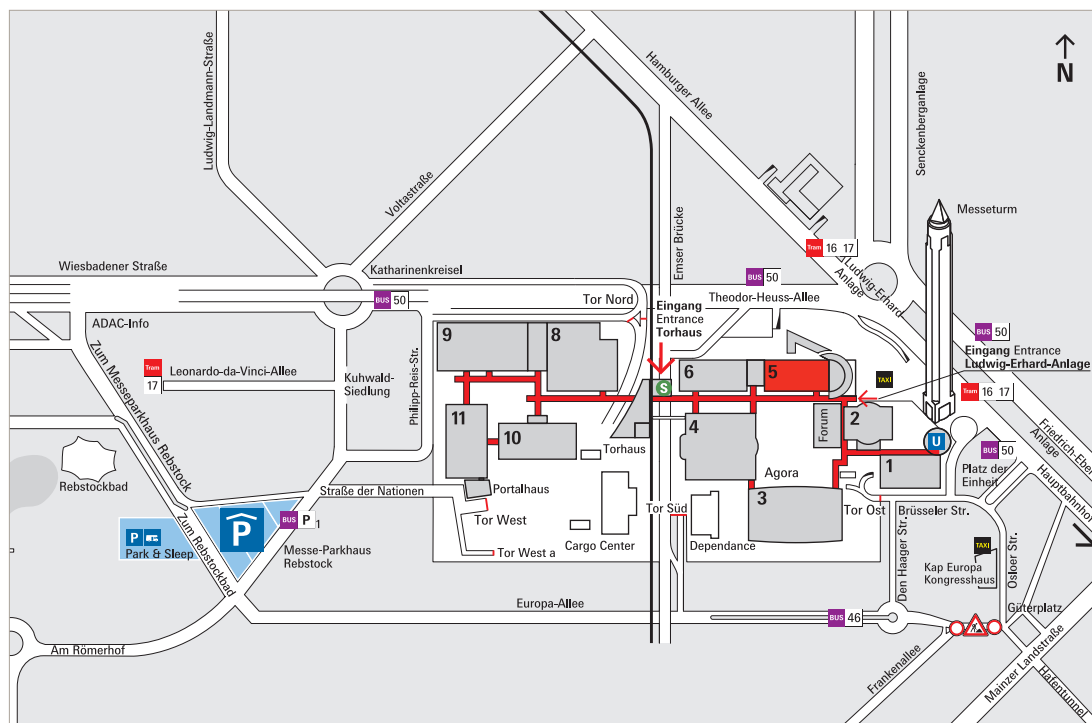 Ludwig-Landmann-Straße
Voltastraße
Hamburger Allee
Senckenberganlage
N
Messeturm
Emser Brücke
Tram 16 17
Ludwig-Erhard
Anlage
Wiesbadener Straße
Katharinenkreisel
BUS 50
Tor Nord
Eingang
Entrance
Torhaus
BUS 50
Theodor-Heuss-Allee
BUS 50
Eingang Entrance
Ludwig-Erhard-Anlage
ADAC-Info
Zum Messeparkhaus Rebstock
Tram
17
Leonardo-da-Vinci-Allee
Kuhwald-
Siedlung
Philipp-Reis-Str.
9
8
6
5
S
TAXI
Tram 16 17
11
10
4
Forum
2
U
Friedrich-Eber
Anlage
BUS 50
Torhaus
Agora
1
Platz der
Einheit
Hauptbahnhof
Rebstockbad
Straße der Nationen
Portalhaus
3
Tor West
Tor Süd
Tor Ost
Brüsseler Str.
P
BUS P 1
P
Park & Sleep
Zum Rebstockbad
Messe-Parkhaus
Rebstock
Tor West a
Cargo Center
Dependance
Den Haager Str.
TAXI
Kap Europa
Kongresshaus
Osloer Str.
Europa-Allee
BUS 46
Güterplatz
Am Römerhof
Frankenallee
Mainzer Landstraße
Hafentunnel